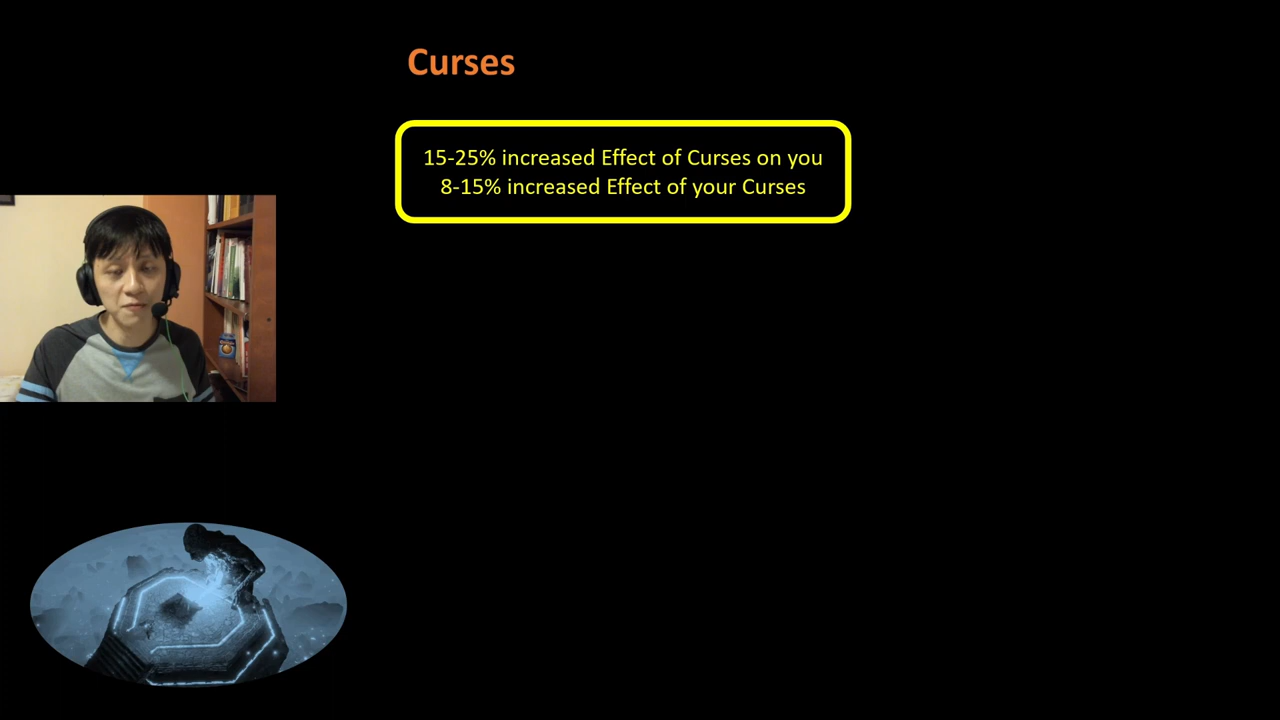 Curses
15-25% increased Effect of Curses on you
8-15% increased Effect of your Curses